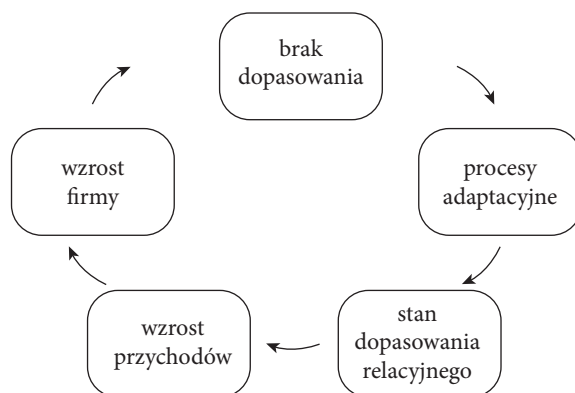 brak
dopasowania
procesy
adaptacyjne
stan
dopasowania
relacyjnego
wzrost
przychodów
wzrost
firmy